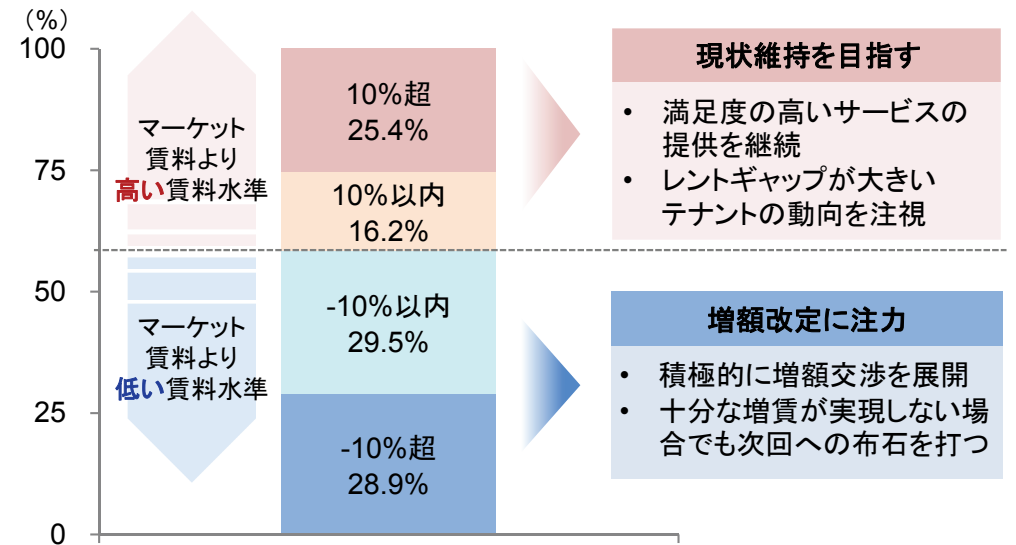 (%)
100
75
50
25
0
マーケット
賃料より
高い賃料水準
マーケット
賃料より
低い賃料水準
10%超
25.4%
10%以内
16.2%
-10%以内
29.5%
-10%超
28.9%
現状維持を目指す
• 満足度の高いサービスの
提供を継続
• レントギャップが大きい
テナントの動向を注視
増額改定に注力
• 積極的に増額交渉を展開
• 十分な増賃が実現しない場
合でも次回への布石を打つ